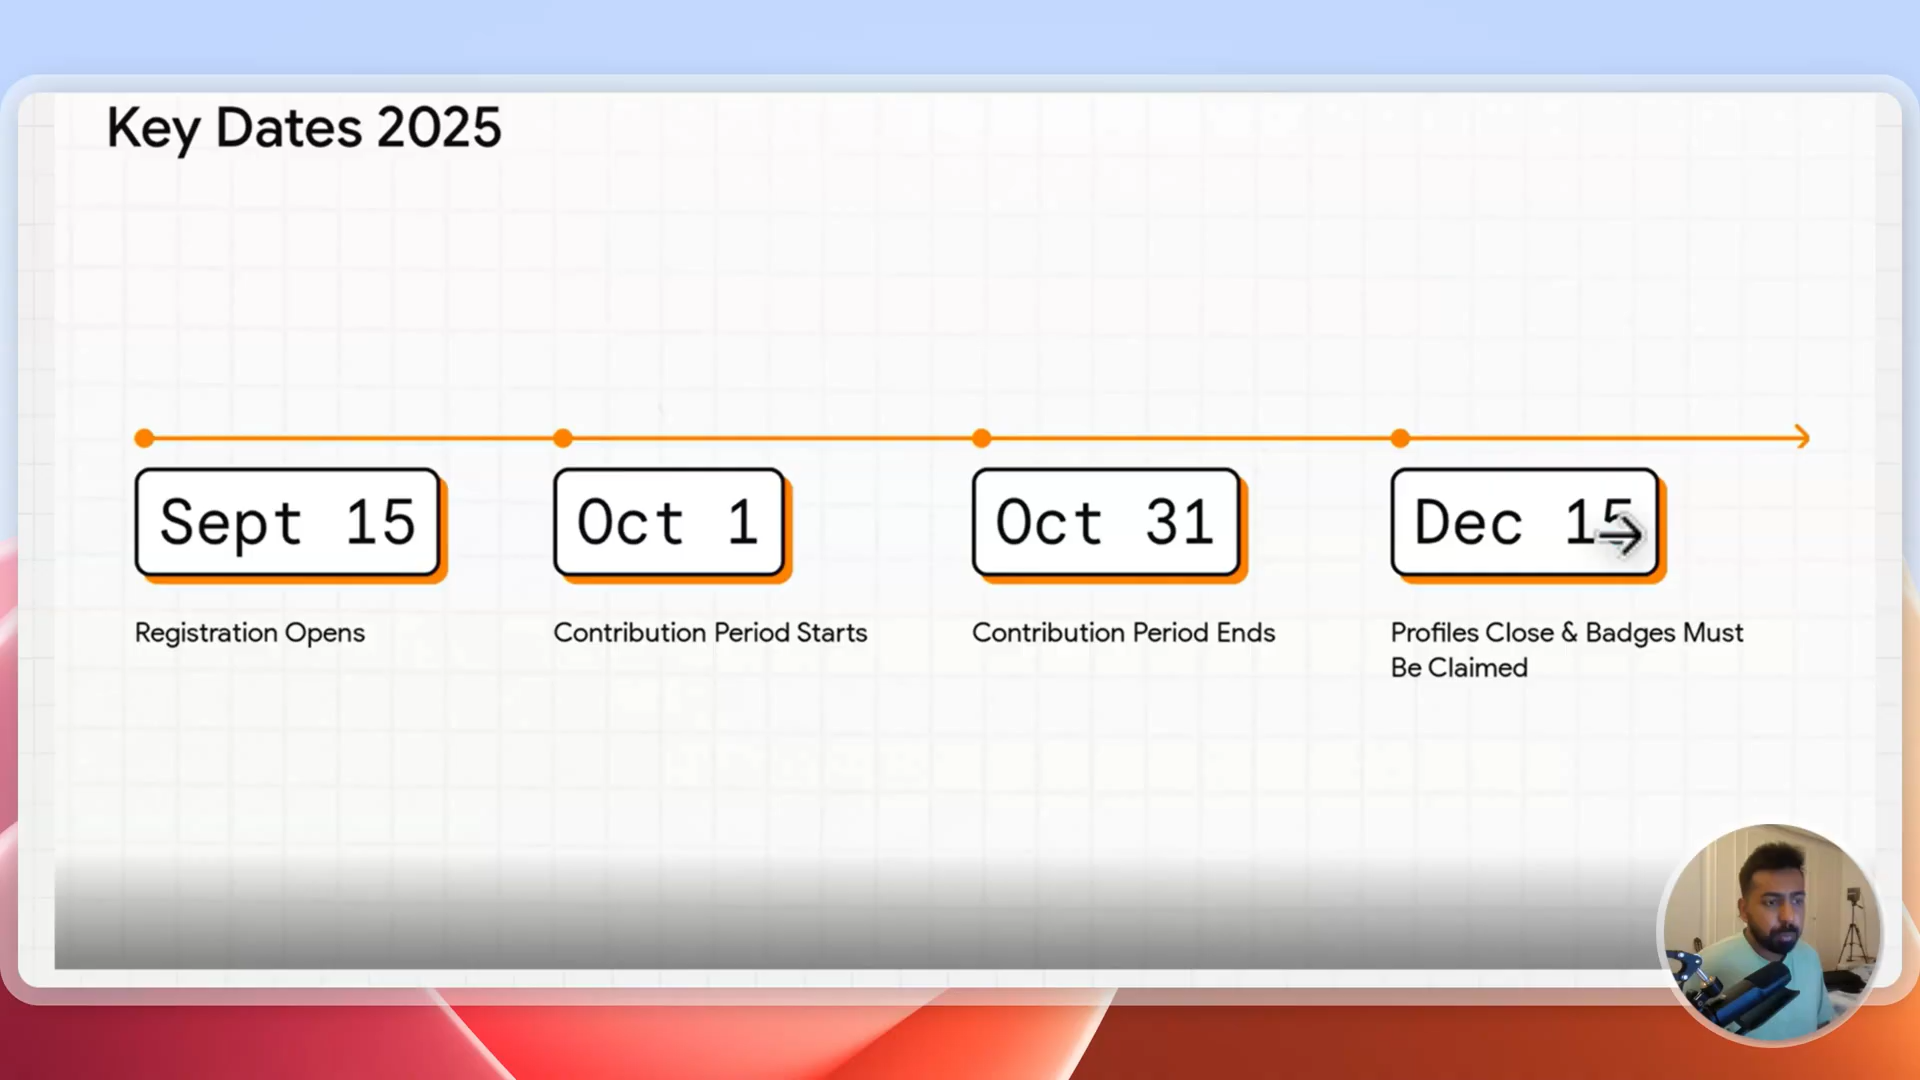 Key Dates 2025
Sept 15
Oct 1
Oct 31
Dec 15
Registration Opens
Contribution Period Starts
Contribution Period Ends
Profiles Close & Badges Must
Be Claimed